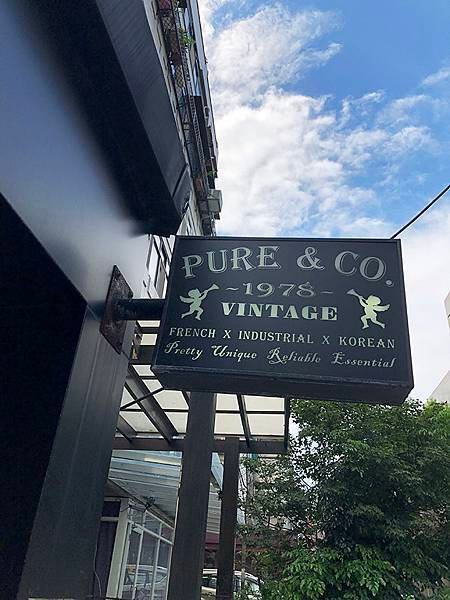 PURE & CO.
~1978~
VINTAGE
FRENCH X INDUSTRIAL X KOREAN
Pretty Unique Reliable Essential